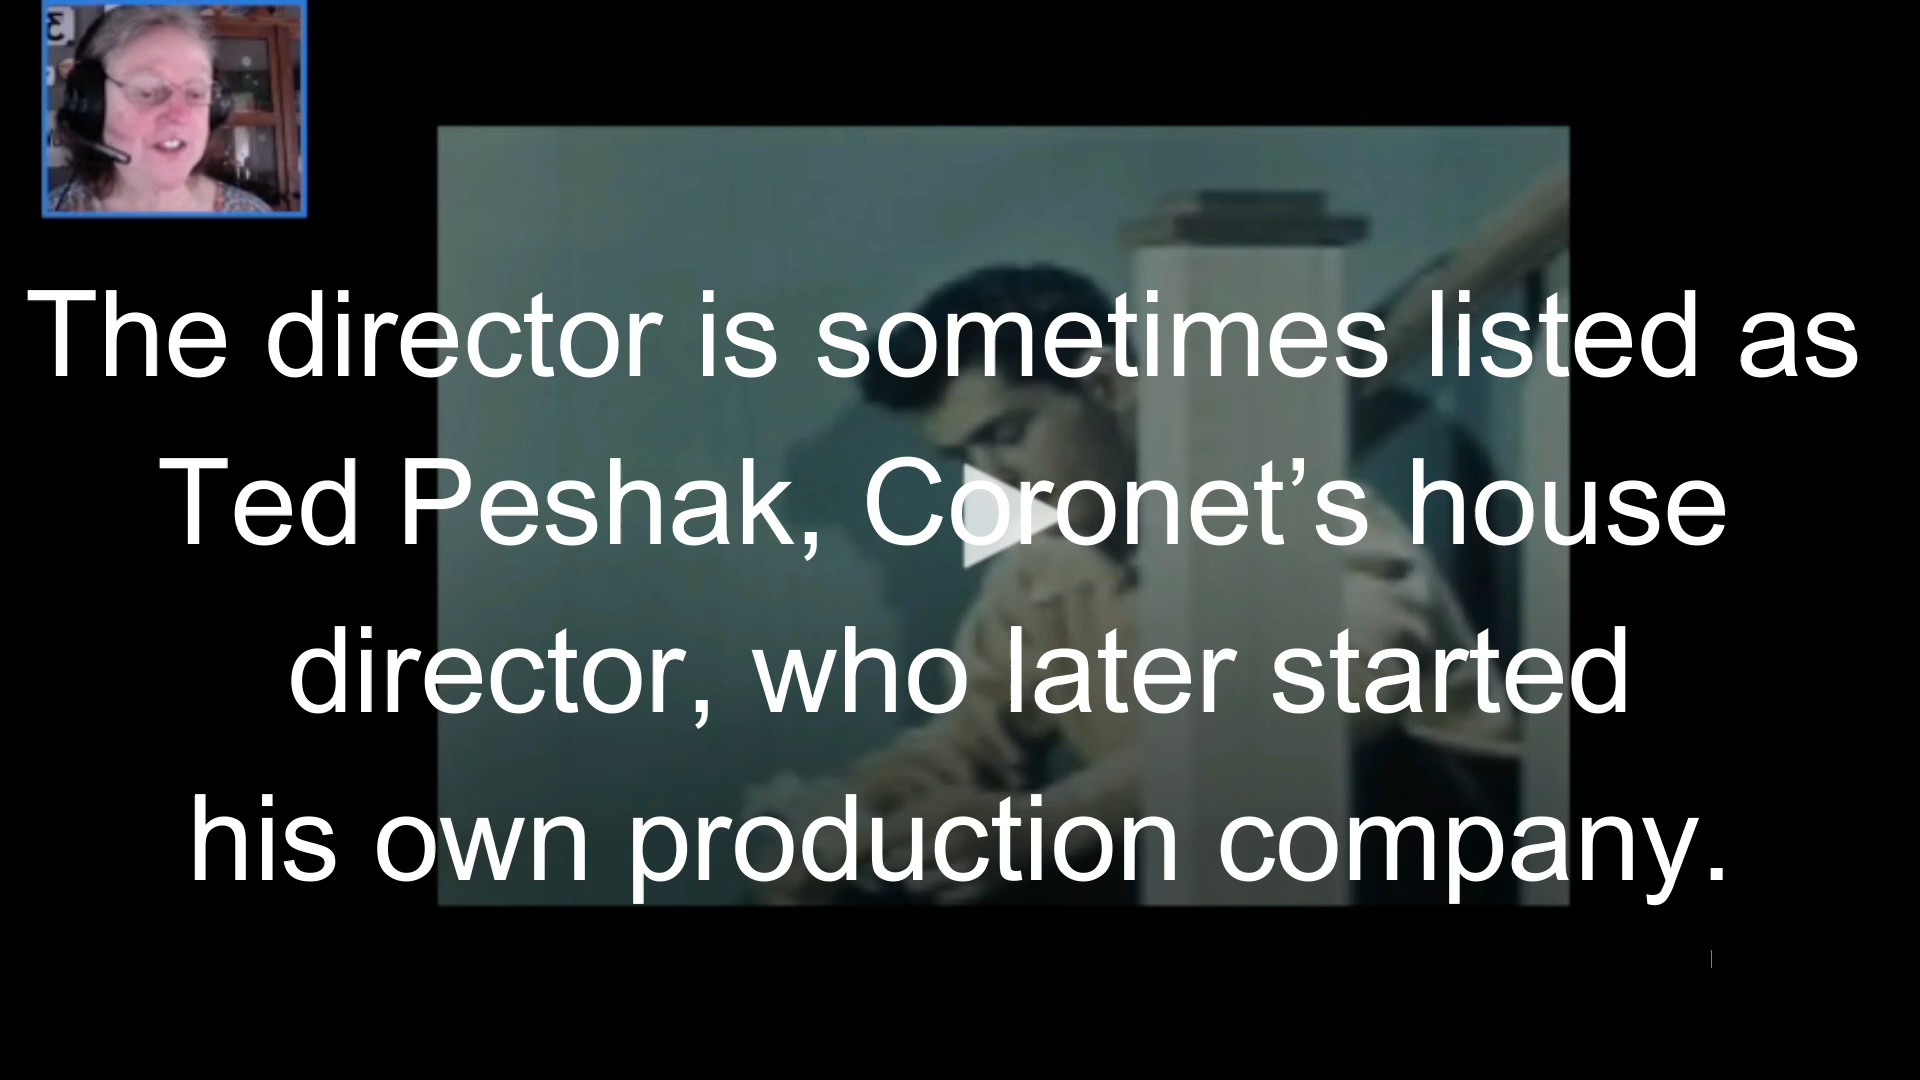 The director is sometimes listed as
Ted Peshak, Coronet’s house
director, who later started
his own production company.